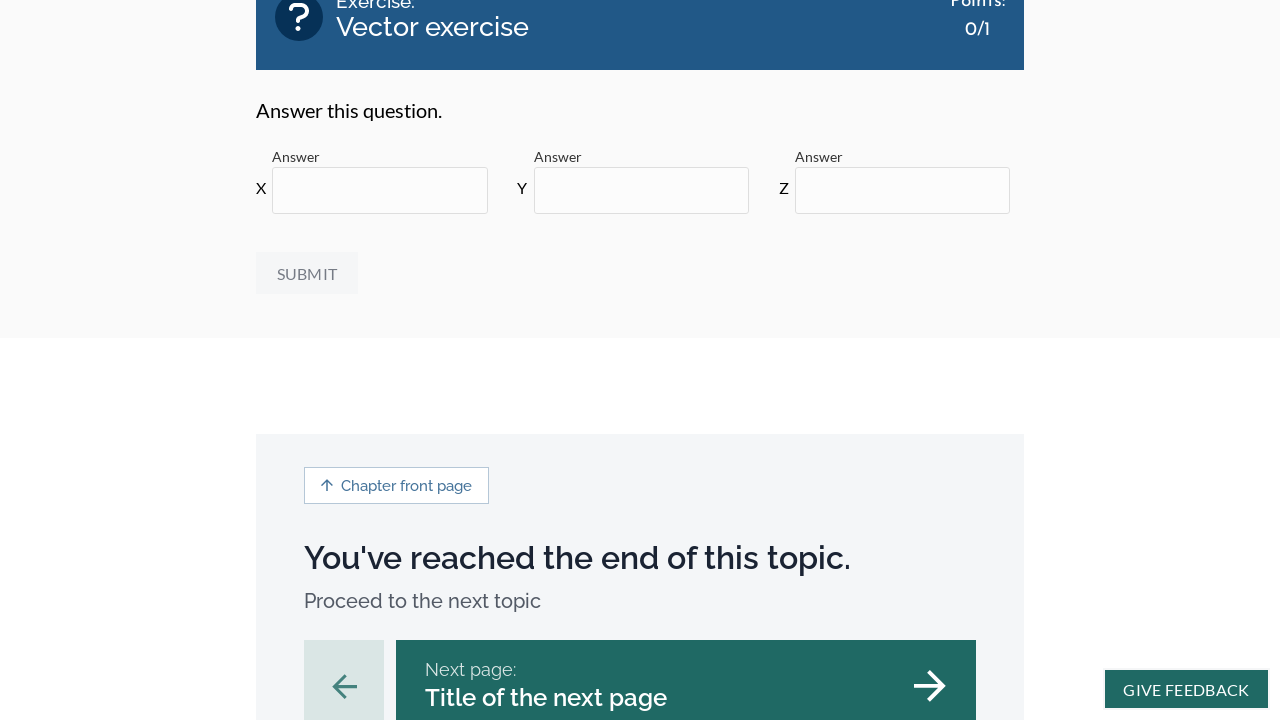 Exercise:
Vector exercise
Points:
0/1
Answer this question.
Answer
X
Answer
Y
Answer
Z
SUBMIT
Chapter front page
You've reached the end of this topic.
Proceed to the next topic
Next page:
Title of the next page
GIVE FEEDBACK